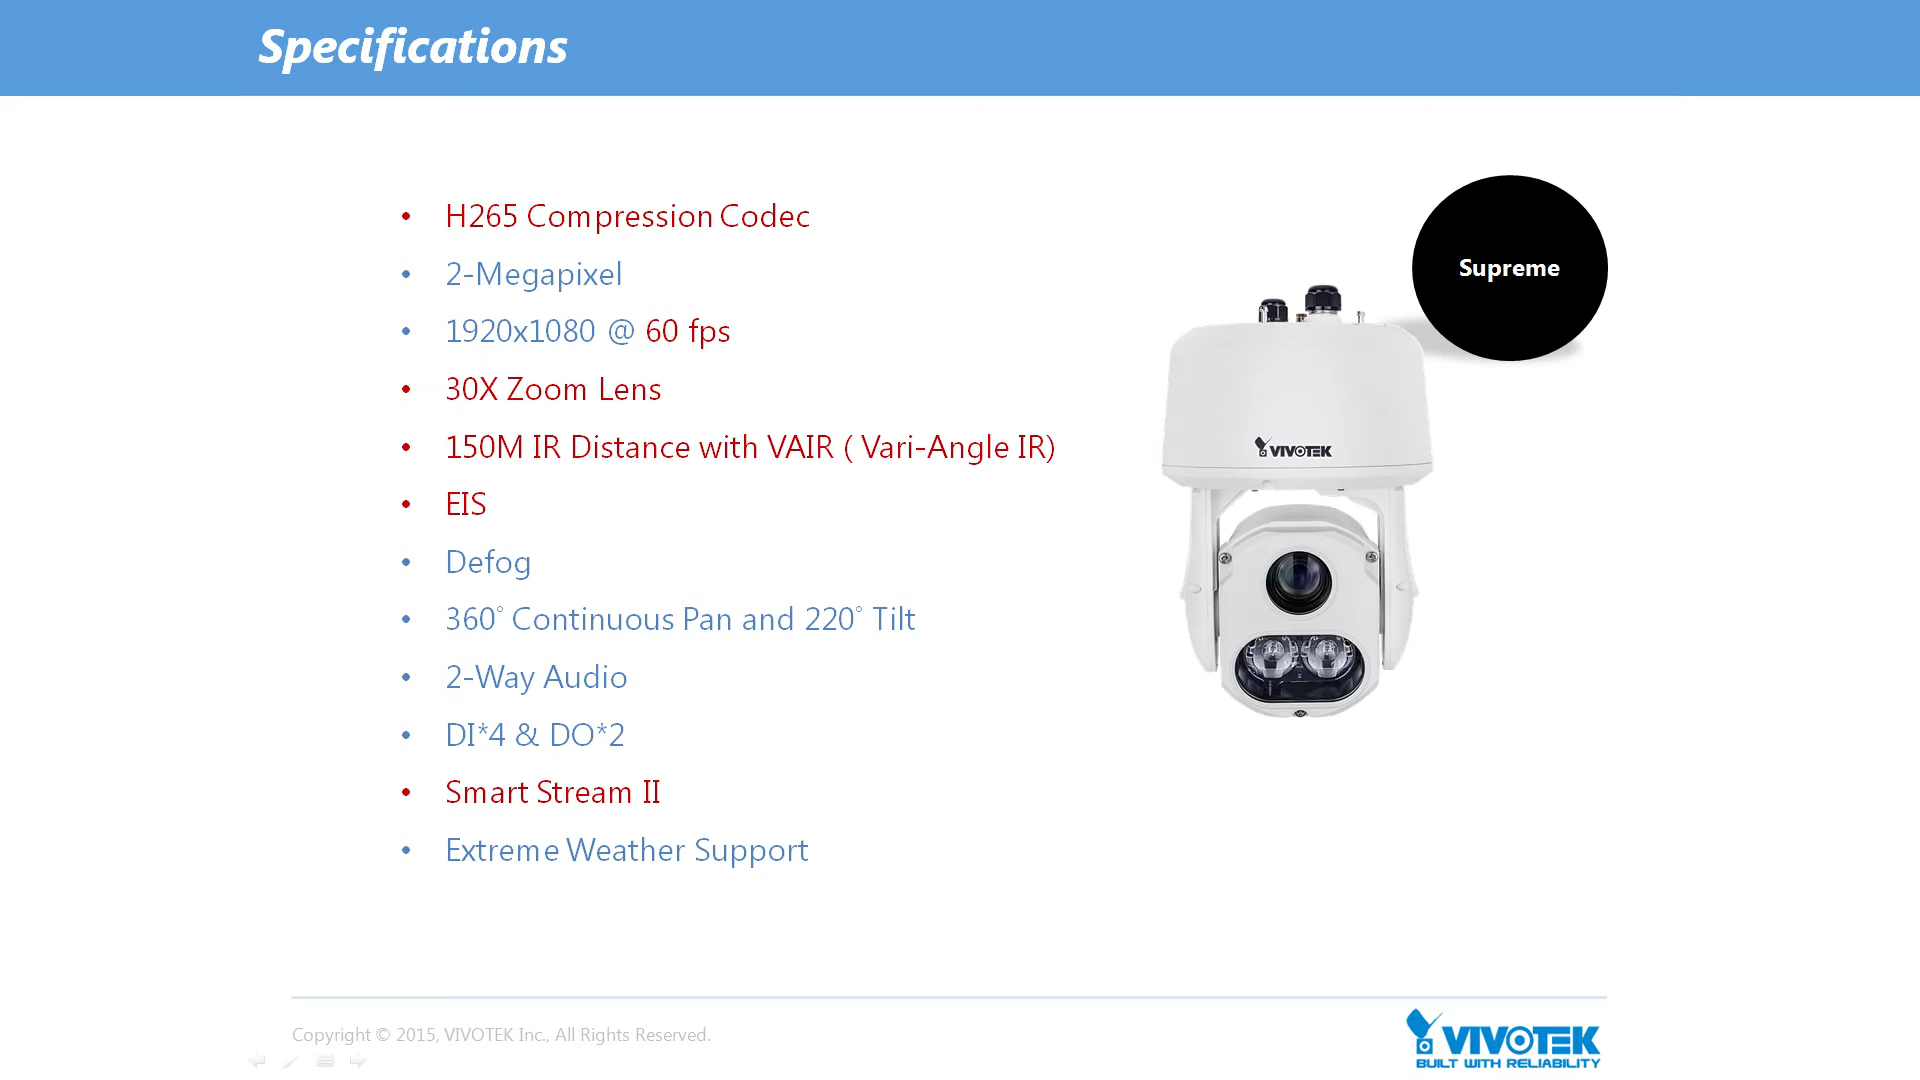 Specifications
• H265 Compression Codec
• 2-Megapixel
• 1920x1080 @ 60 fps
• 30X Zoom Lens
• 150M IR Distance with VAIR ( Vari-Angle IR)
• EIS
• Defog
• 360° Continuous Pan and 220° Tilt
• 2-Way Audio
• DI*4 & DO*2
• Smart Stream II
• Extreme Weather Support
Supreme
VIVOTEK
Copyright © 2015, VIVOTEK Inc., All Rights Reserved.
VIVOTEK
BUILT WITH RELIABILITY